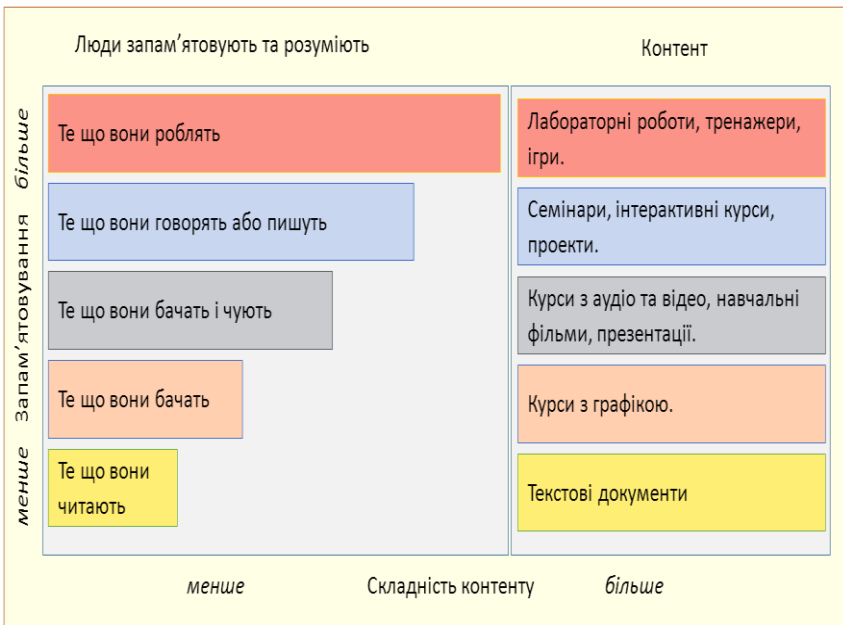 Люди запам’ятовують та розуміють
Контент
менше Запам’ятовування більше
Те що вони роблять
Лабораторні роботи, тренажери,
ігри.
Те що вони говорять або пишуть
Семінари, інтерактивні курси,
проекти.
Те що вони бачать і чують
Курси з аудіо та відео, навчальні
фільми, презентації.
Те що вони бачать
Курси з графікою.
Те що вони
читають
Текстові документи
менше Складність контенту більше